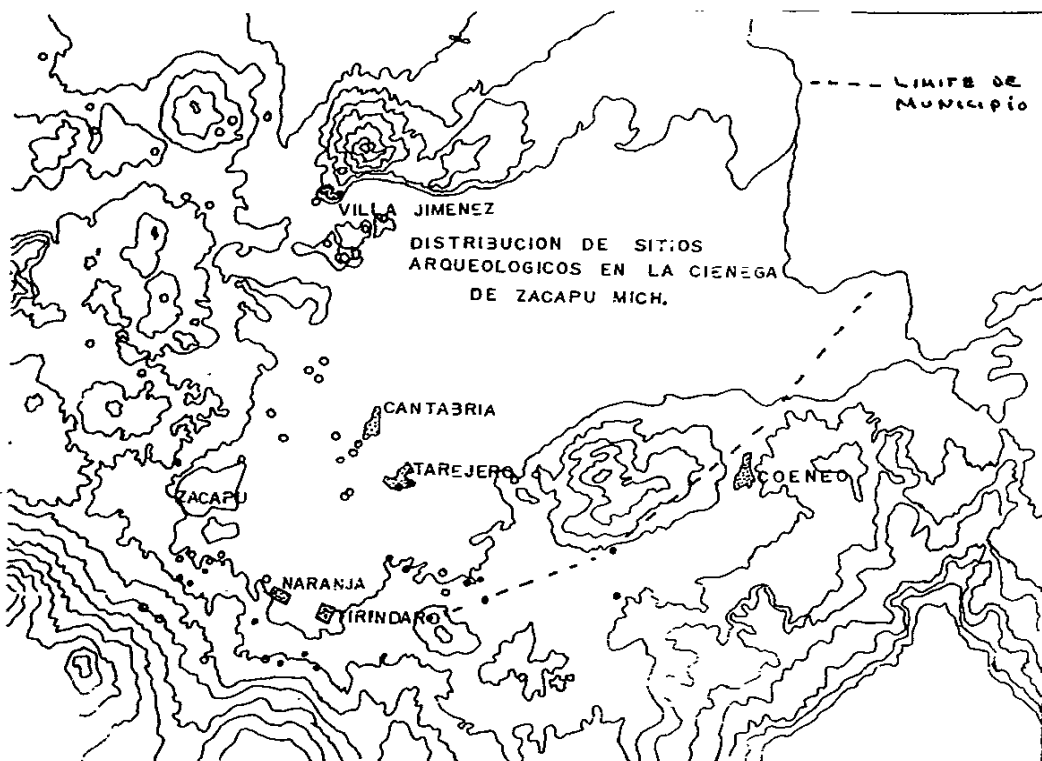 LIMITE DE
MUNICIPIO
VILLA JIMENEZ
DISTRIBUCION DE SITIOS
ARQUEOLOGICOS EN LA CIENEGA
DE ZACAPU MICH.
CANTABRIA
TAREJERO
COENEO
ZACAPU
NARANJA
TIRINDARO